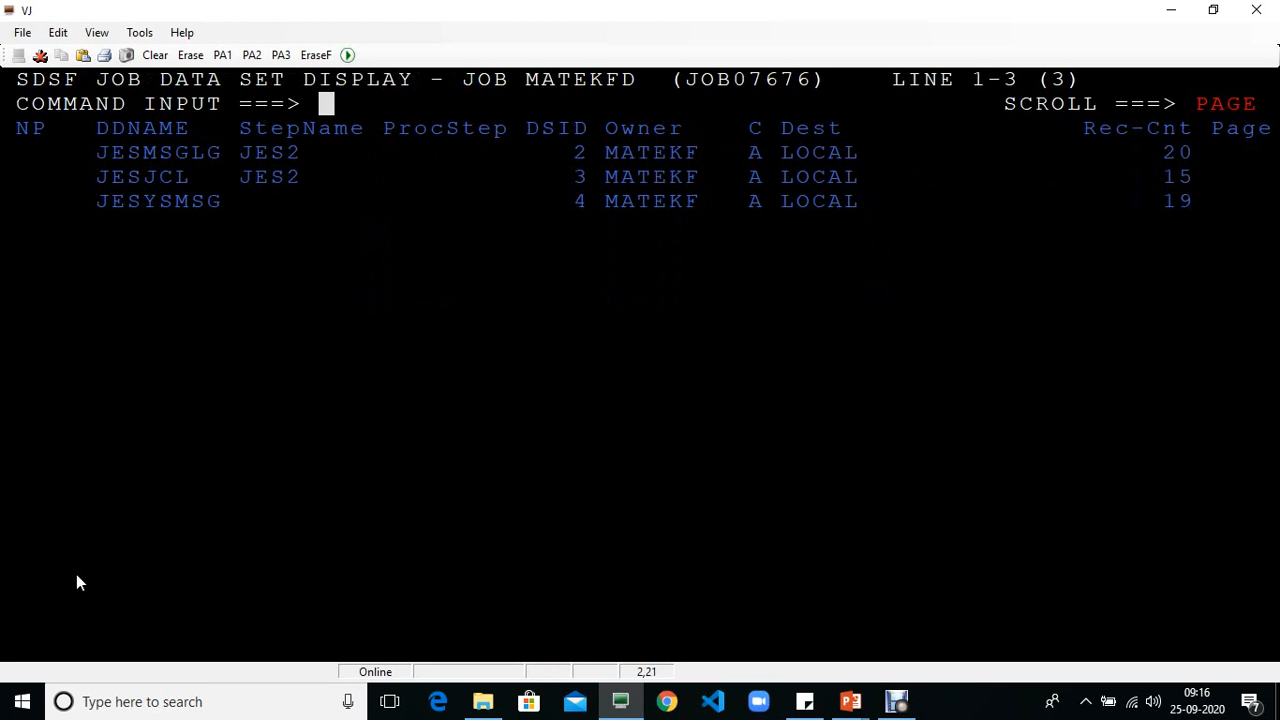 VJ
File Edit View Tools Help
Clear Erase PA1 PA2 PA3 EraseF
SDSF JOB DATA SET DISPLAY - JOB MATEKFD (JOB07676) LINE 1-3 (3)
COMMAND INPUT ===> SCROLL ===> PAGE
NP DDNAME StepName ProcStep DSID Owner C Dest Rec-Cnt Page
JESMSGLG JES2 2 MATEKF A LOCAL 20
JESJCL JES2 3 MATEKF A LOCAL 15
JESYSMSG 4 MATEKF A LOCAL 19
Online 2,21
Type here to search
09:16
25-09-2020
7